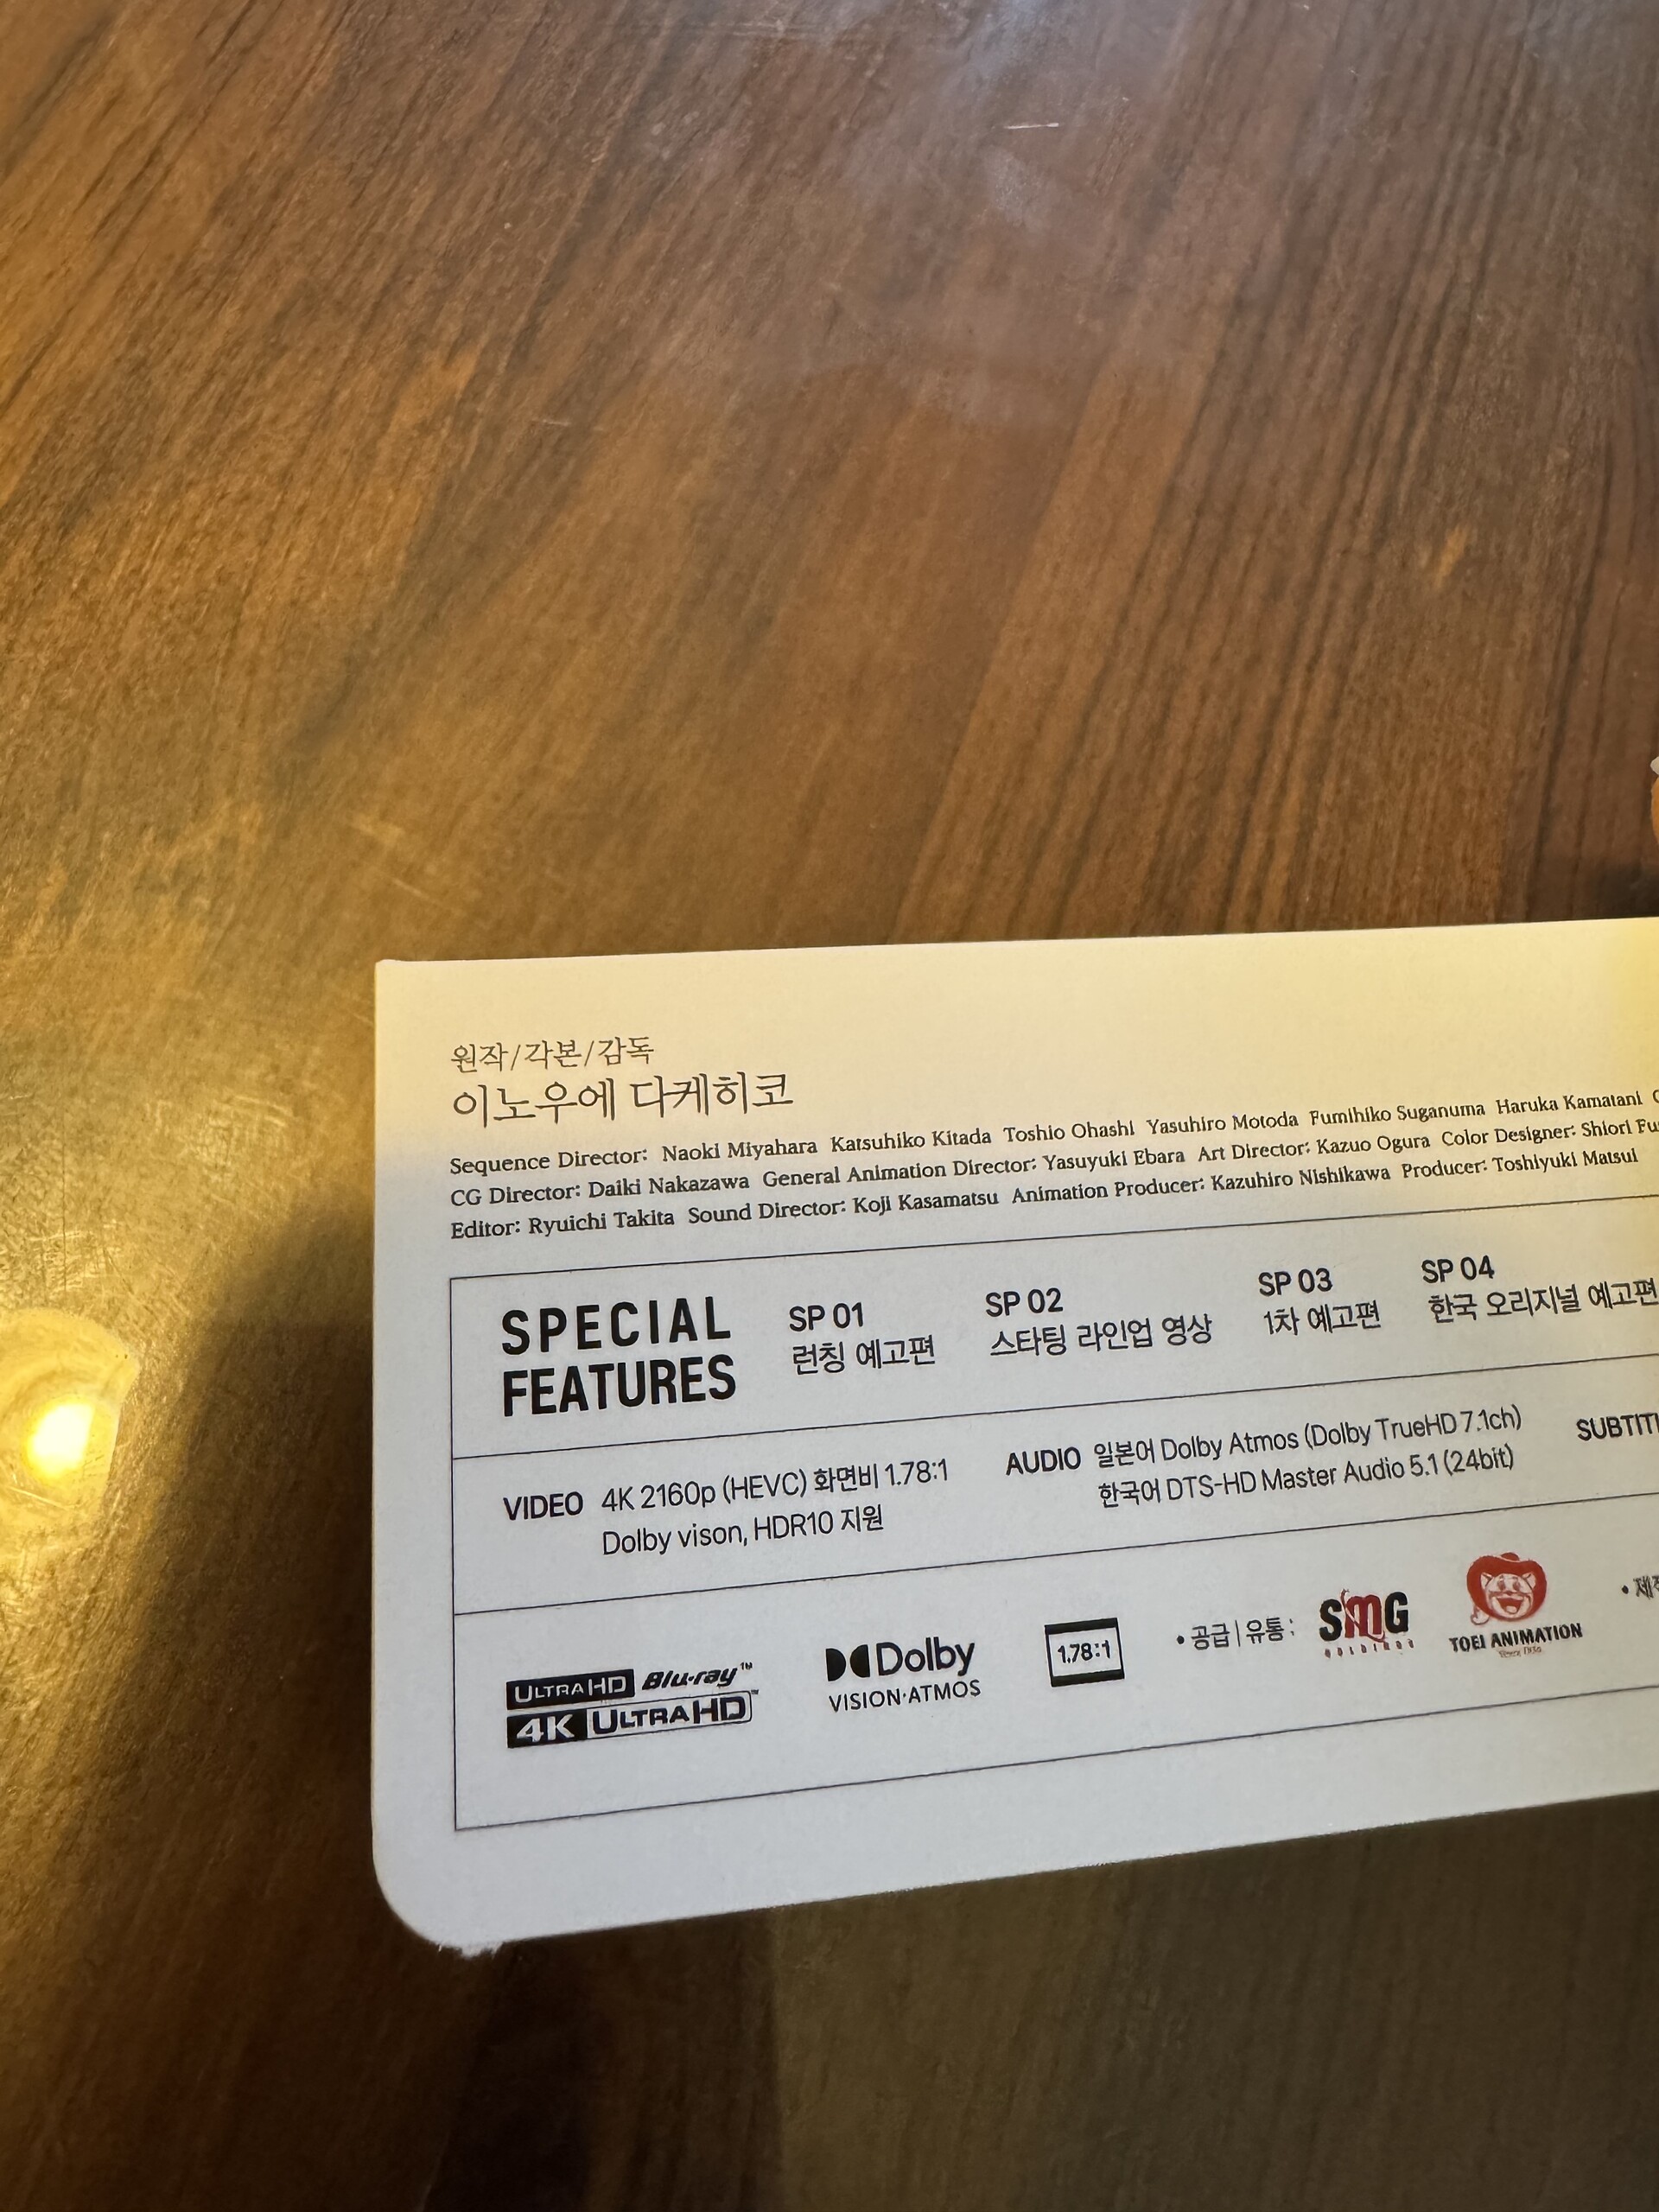 원작/각본/감독
이노우에 다케히코
Sequence Director: Naoki Miyahara Katsuhiko Kitada Toshio Ohashi Yasuhiro Motoda Fumihiko Suganuma Haruka Kamatani
CG Director: Daiki Nakazawa General Animation Director: Yasuyuki Ebara Art Director: Kazuo Ogura Color Designer: Shiori Fu
Editor: Ryuichi Takita Sound Director: Koji Kasamatsu Animation Producer: Kazuhiro Nishikawa Producer: Toshiyuki Matsui
SPECIAL
FEATURES
SP 01
런칭 예고편
SP 02
스타팅 라인업 영상
SP 03
1차 예고편
SP 04
한국 오리지널 예고편
VIDEO 4K 2160p (HEVC) 화면비 1.78:1
Dolby vison, HDR10 지원
AUDIO 일본어 Dolby Atmos (Dolby TrueHD 7.1ch)
한국어 DTS-HD Master Audio 5.1 (24bit)
SUBTIT
ULTRA HD Blu-ray™
4K ULTRA HD™
Dolby
VISION·ATMOS
1.78:1
• 공급 | 유통 :
SMG
HOLDINGS
TOEI ANIMATION